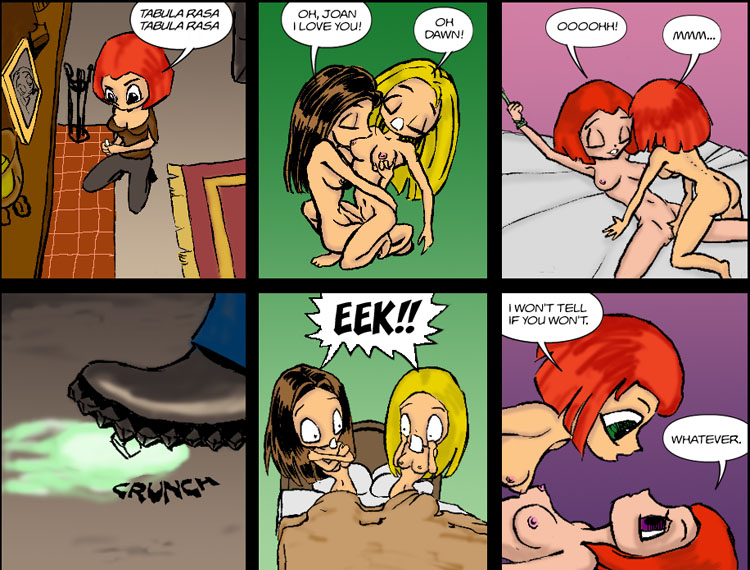 TABULA RASA
TABULA RASA
OH, JOAN
I LOVE YOU!
OH
DAWN!
OOOOHH!
MMM...
CRUNCH
EEK!!
I WON'T TELL
IF YOU WON'T.
WHATEVER.